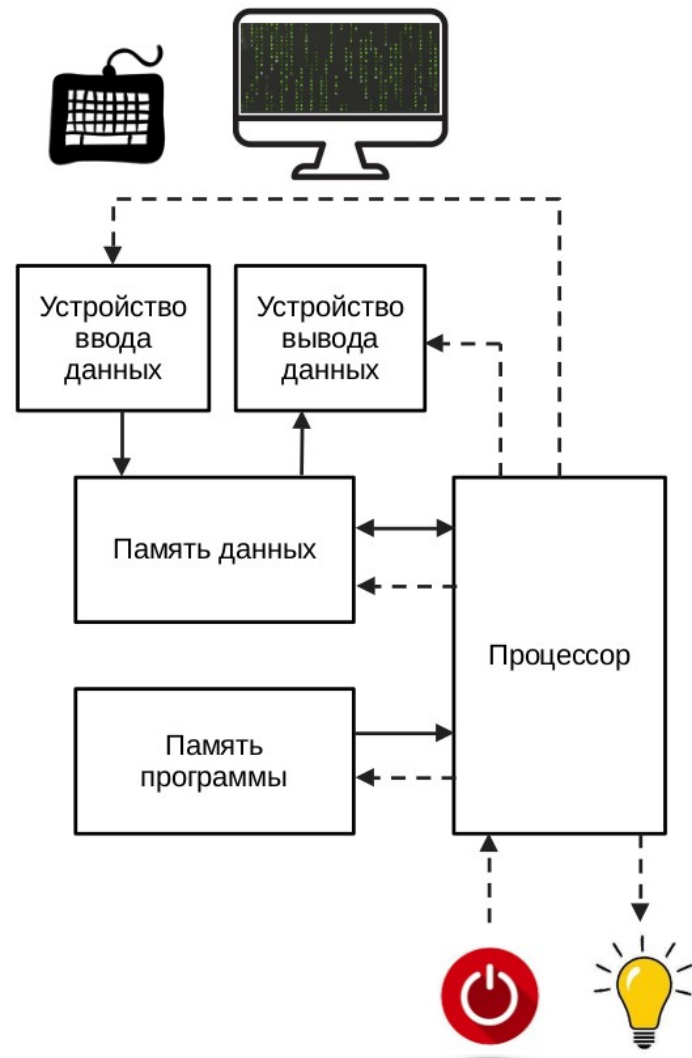 Устройство
ввода
данных
Устройство
вывода
данных
Память данных
Процессор
Память
программы